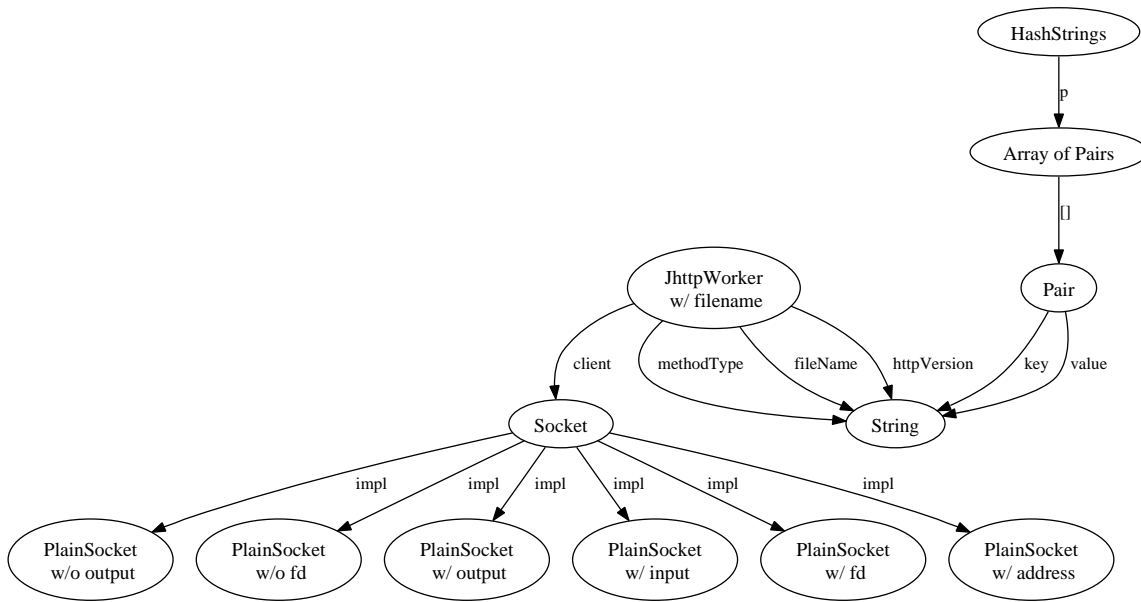 HashStrings
p
Array of Pairs
[]
JhttpWorker
w/ filename
Pair
client
methodType
fileName
httpVersion
key
value
Socket
String
impl
impl
impl
impl
impl
impl
PlainSocket
w/o output
PlainSocket
w/o fd
PlainSocket
w/ output
PlainSocket
w/ input
PlainSocket
w/ fd
PlainSocket
w/ address